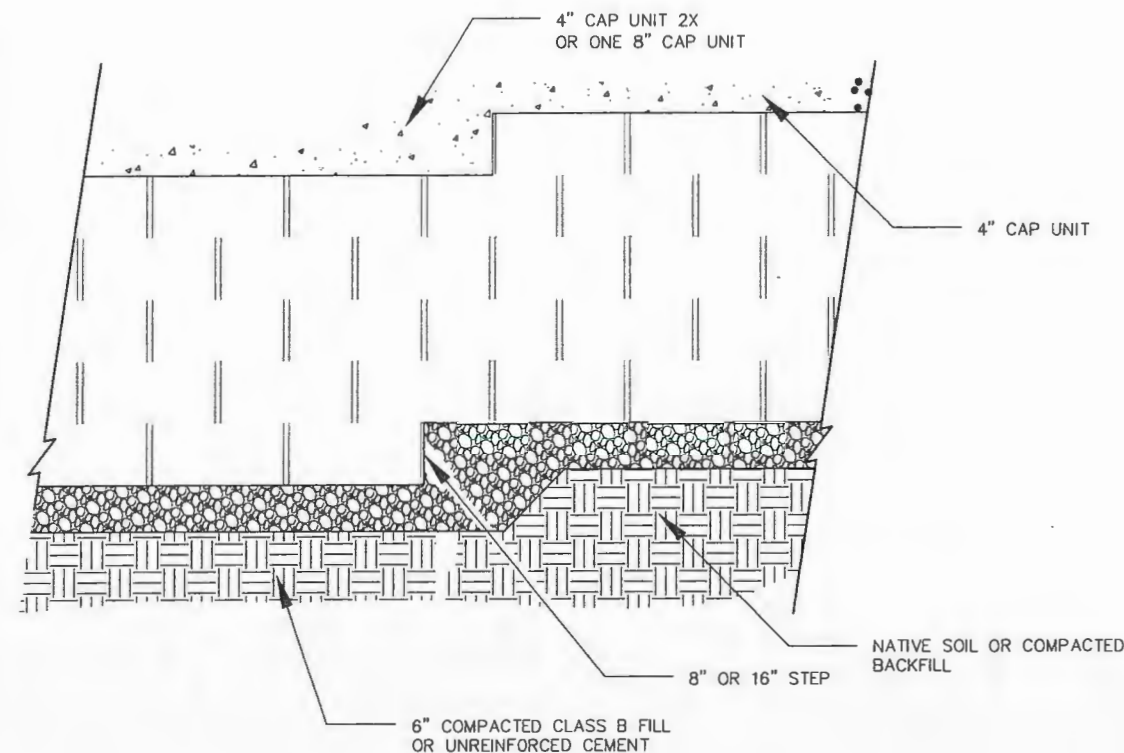 4" CAP UNIT 2X
OR ONE 8" CAP UNIT
4" CAP UNIT
NATIVE SOIL OR COMPACTED
BACKFILL
8" OR 16" STEP
6" COMPACTED CLASS B FILL
OR UNREINFORCED CEMENT